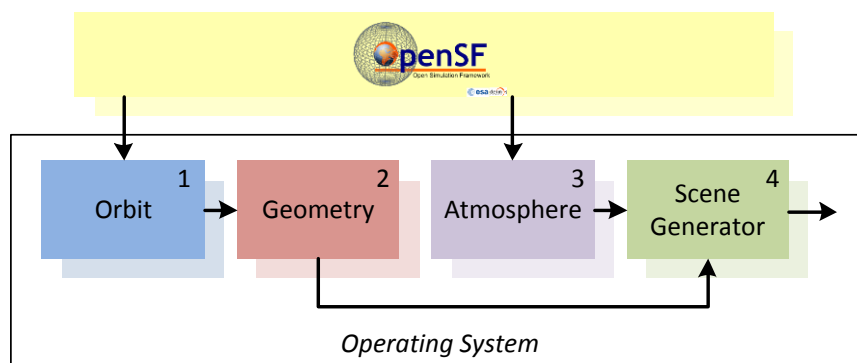 OpenSF
Open Simulation Framework
esa
1
Orbit
2
Geometry
3
Atmosphere
4
Scene
Generator
Operating System